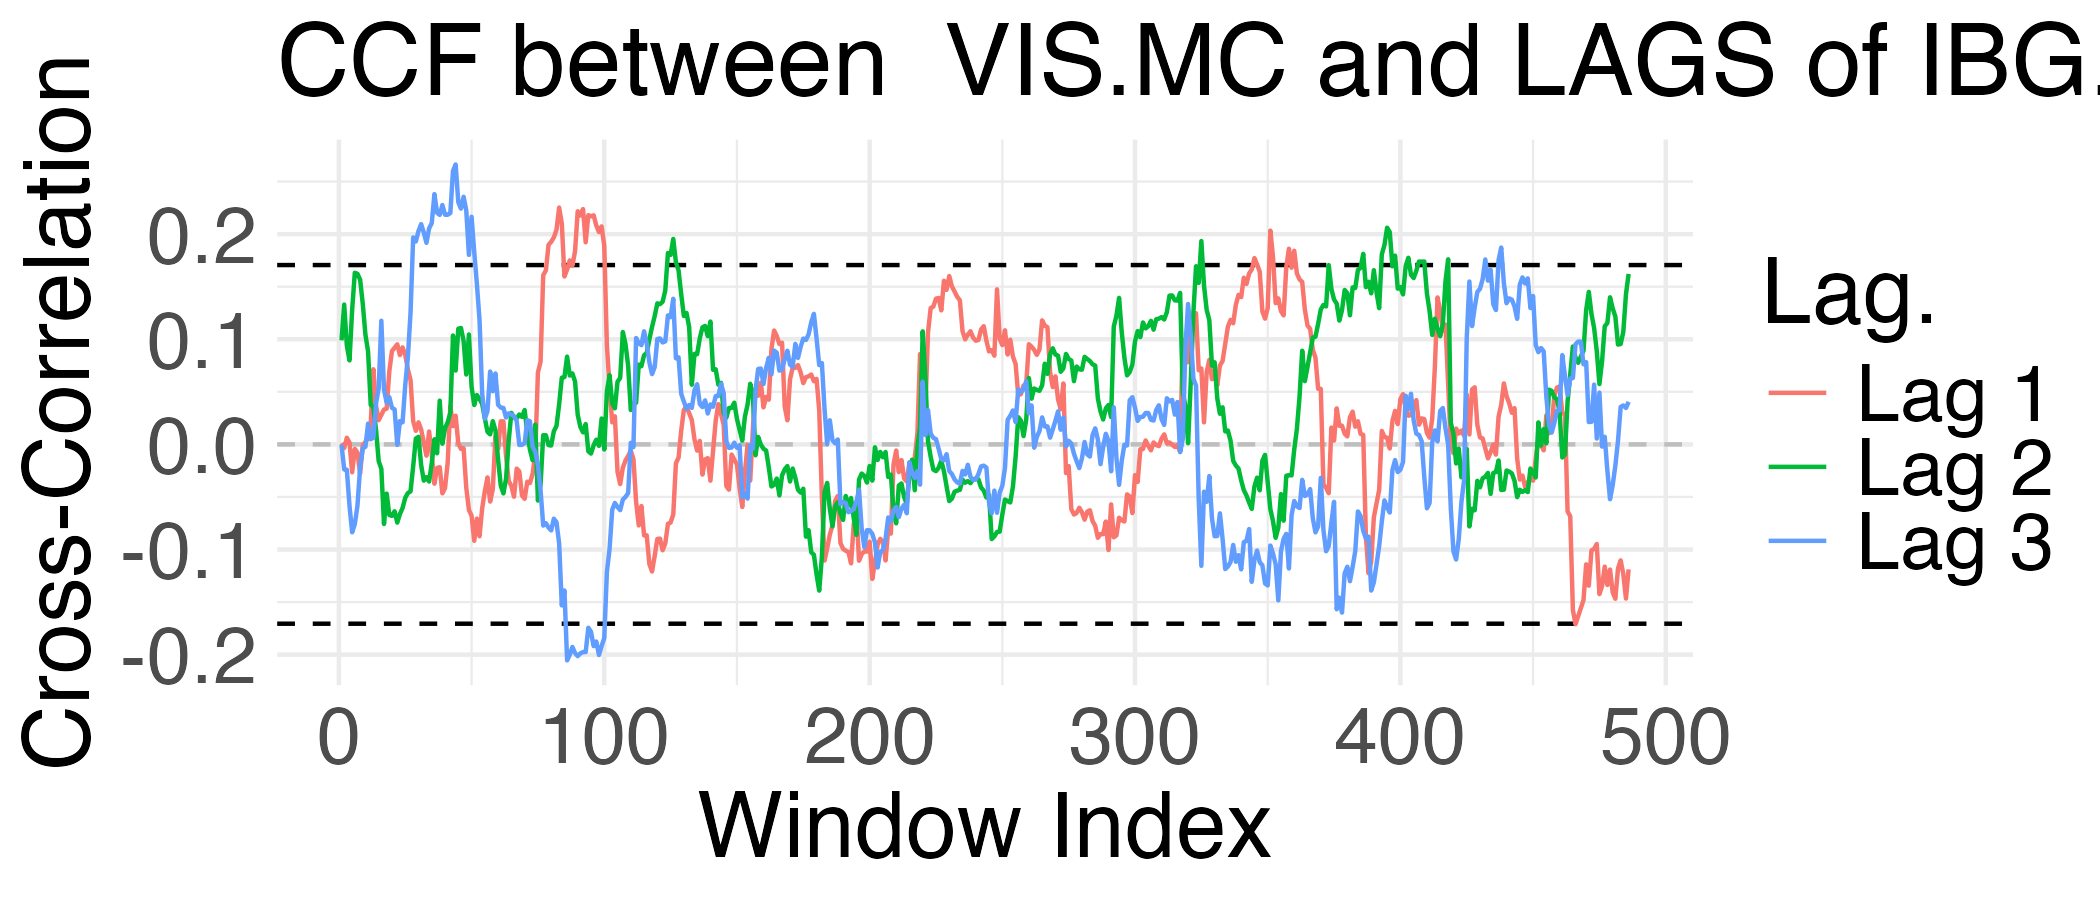 CCF between VIS.MC and LAGS of IBG.
Cross-Correlation
0.2
0.1
0.0
-0.1
-0.2
0 100 200 300 400 500
Window Index
Lag.
Lag 1
Lag 2
Lag 3